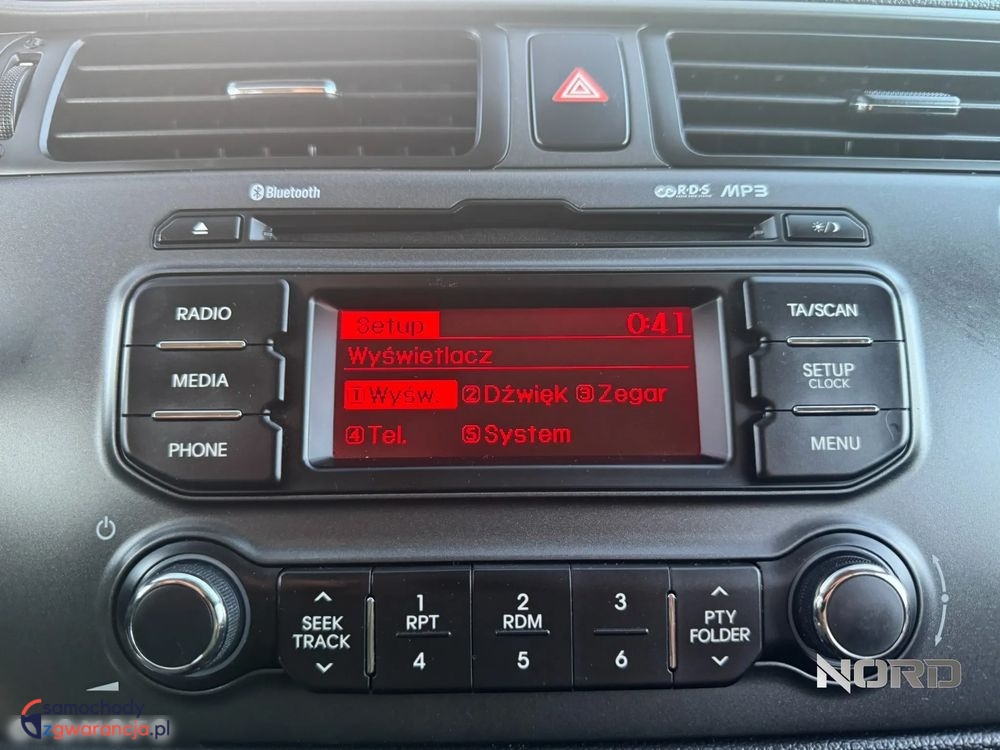 Bluetooth
R·D·S MP3
RADIO
MEDIA
PHONE
Setup 0:41
Wyświetlacz
1 Wyśw. 2 Dźwięk 3 Zegar
4 Tel. 5 System
TA/SCAN
SETUP
CLOCK
MENU
SEEK
TRACK
1
RPT
4
2
RDM
5
3
6
PTY
FOLDER
NORD
samochody
zgwarancja.pl